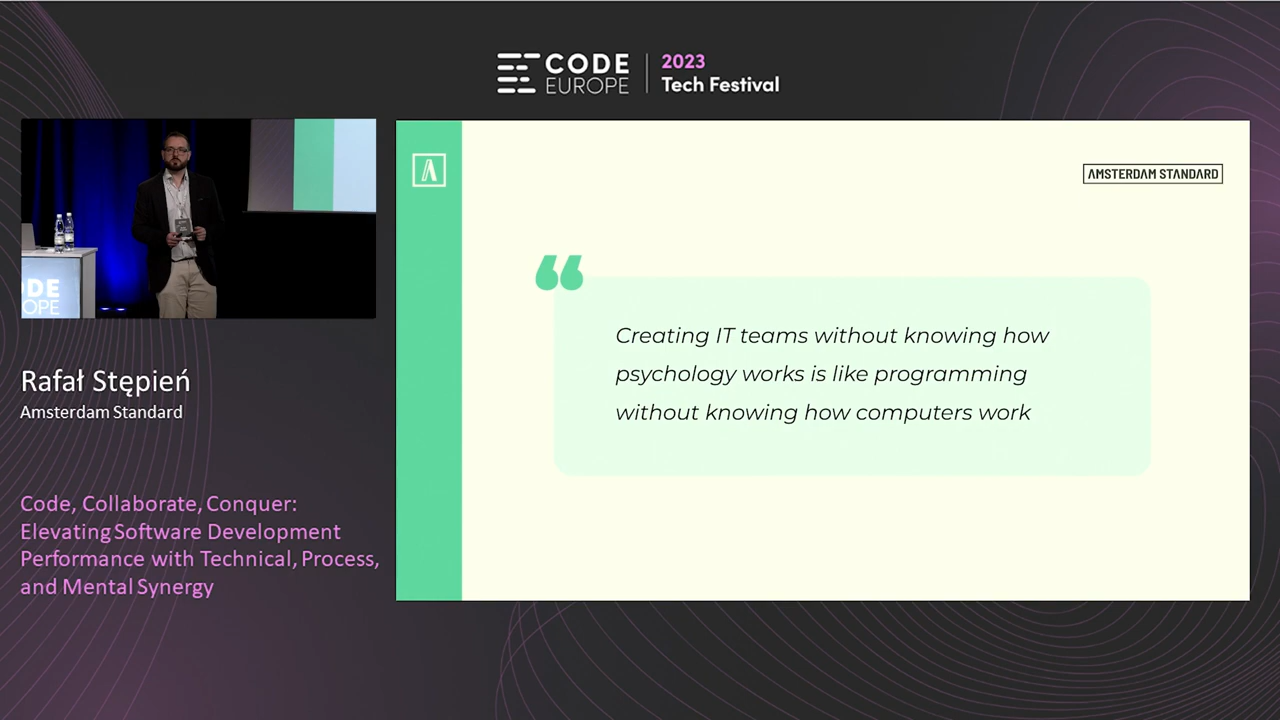 CODE
EUROPE
2023
Tech Festival
DE
OPE
Rafał Stępień
Amsterdam Standard
Code, Collaborate, Conquer:
Elevating Software Development
Performance with Technical, Process,
and Mental Synergy
AMSTERDAM STANDARD
Creating IT teams without knowing how
psychology works is like programming
without knowing how computers work